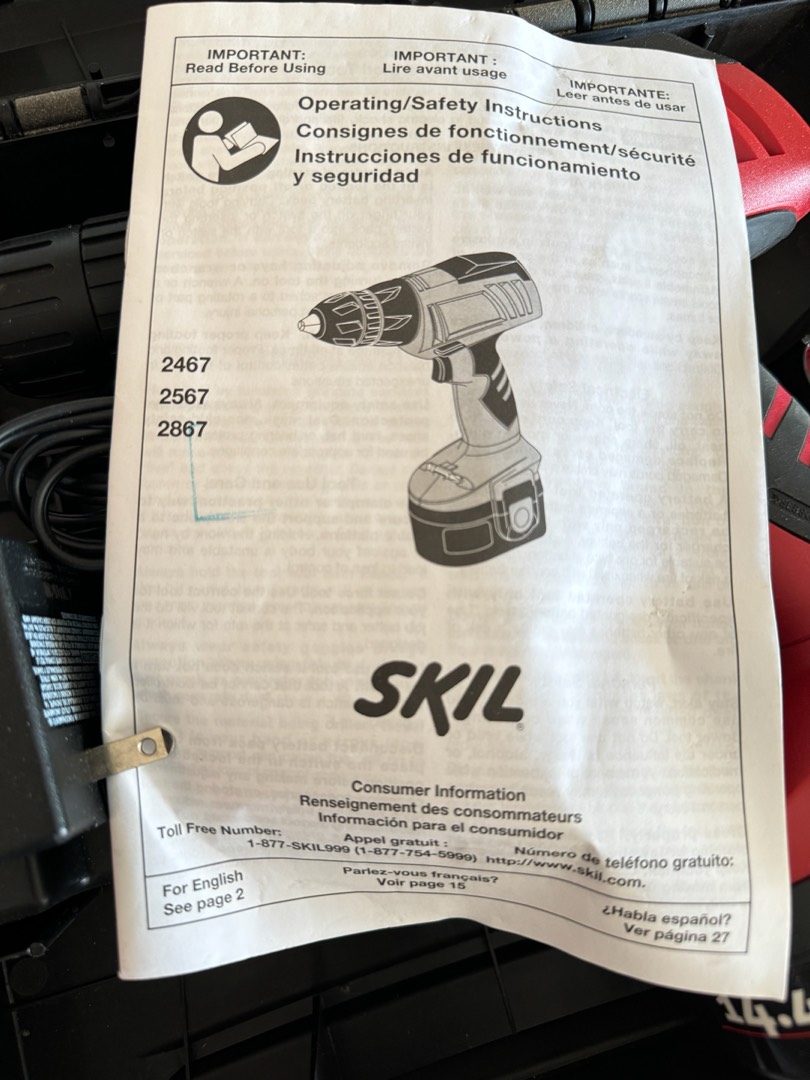 IMPORTANT:
Read Before Using
IMPORTANT :
Lire avant usage
IMPORTANTE:
Leer antes de usar
Operating/Safety Instructions
Consignes de fonctionnement/sécurité
Instrucciones de funcionamiento
y seguridad
2467
2567
2867
SKIL
®
Consumer Information
Renseignement des consommateurs
Información para el consumidor
Toll Free Number:
Appel gratuit :
Número de teléfono gratuito:
1-877-SKIL999 (1-877-754-5999) http://www.skil.com.
For English
See page 2
Parlez-vous français?
Voir page 15
¿Habla español?
Ver página 27
14.4